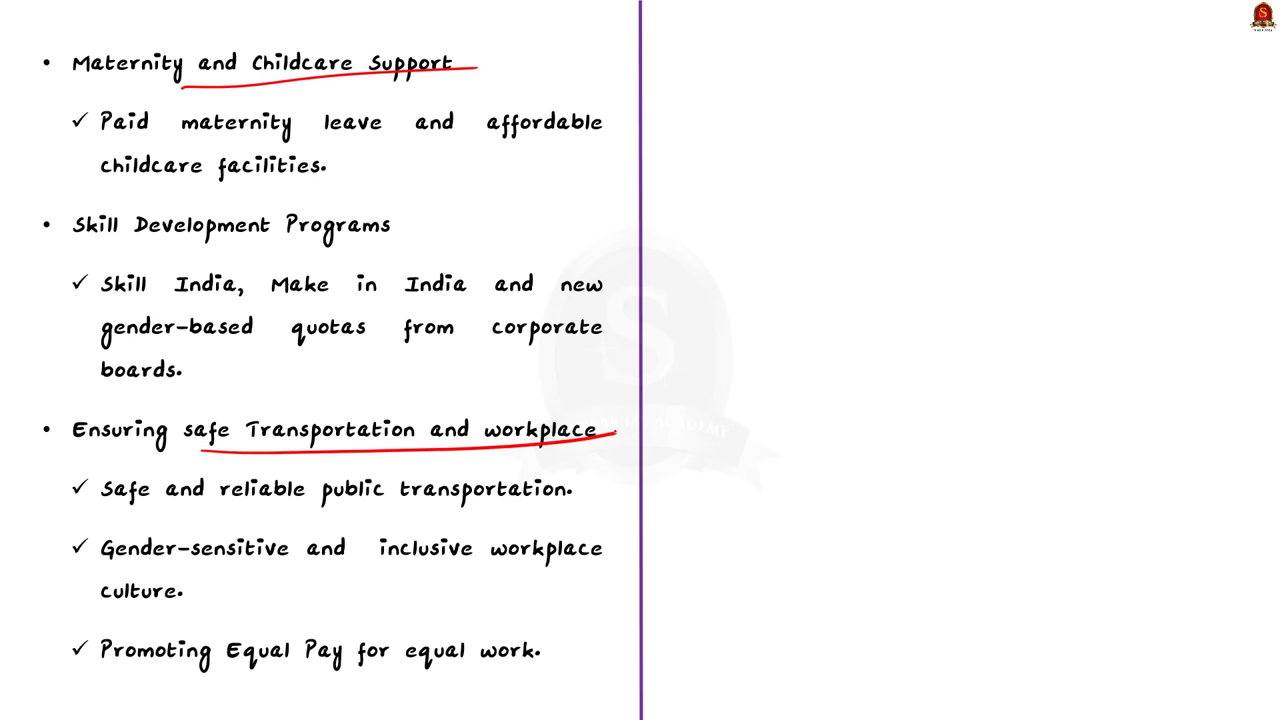 • Maternity and Childcare Support
✓ Paid maternity leave and affordable
childcare facilities.
• Skill Development Programs
✓ Skill India, Make in India and new
gender-based quotas from corporate
boards.
• Ensuring safe Transportation and workplace
✓ Safe and reliable public transportation.
✓ Gender-sensitive and inclusive workplace
culture.
✓ Promoting Equal Pay for equal work.